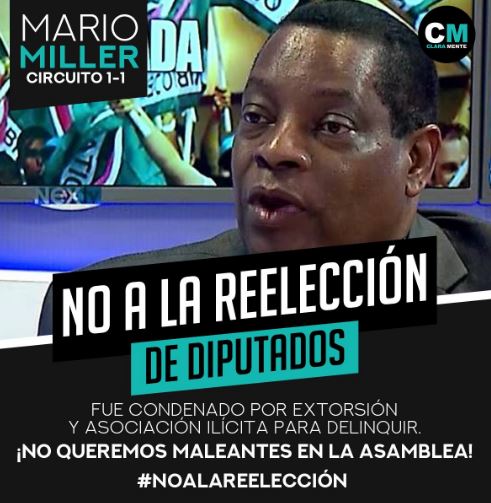 MARIO
MILLER
CIRCUITO 1-1
CM
CLARA MENTE
ADA
NO A LA REELECCIÓN
DE DIPUTADOS
FUE CONDENADO POR EXTORSIÓN
Y ASOCIACIÓN ILÍCITA PARA DELINQUIR.
¡NO QUEREMOS MALEANTES EN LA ASAMBLEA!
#NOALAREELECCIÓN